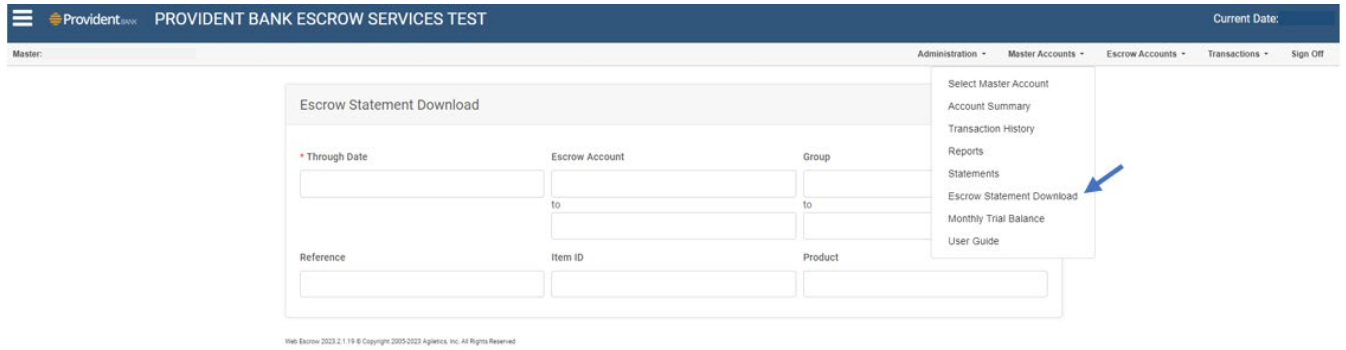 Provident BANK PROVIDENT BANK ESCROW SERVICES TEST Current Date:
Master: Administration Master Accounts Escrow Accounts Transactions Sign Off
Select Master Account
Account Summary
Transaction History
Reports
Statements
Escrow Statement Download
Monthly Trial Balance
User Guide
Escrow Statement Download
* Through Date Escrow Account Group
to to
Reference Item ID Product
Web Escrow 2023.2.1.19 © Copyright 2005-2023 Agiletics, Inc. All Rights Reserved